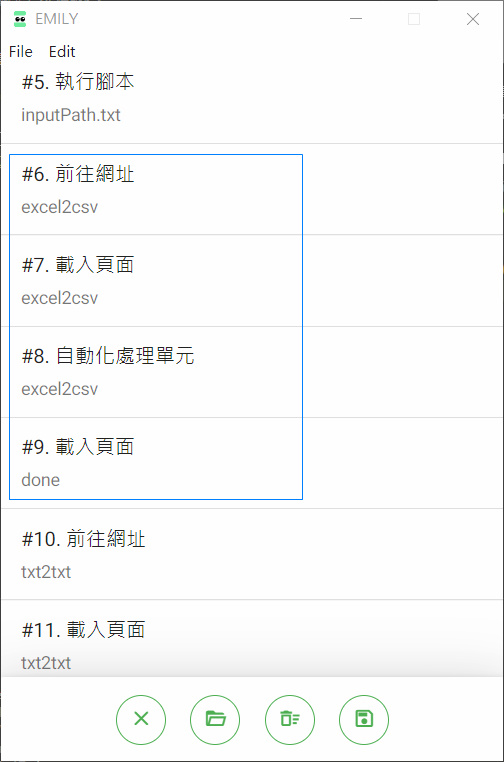 EMILY
File Edit
#5. 執行腳本
inputPath.txt
#6. 前往網址
excel2csv
#7. 載入頁面
excel2csv
#8. 自動化處理單元
excel2csv
#9. 載入頁面
done
#10. 前往網址
txt2txt
#11. 載入頁面
txt2txt